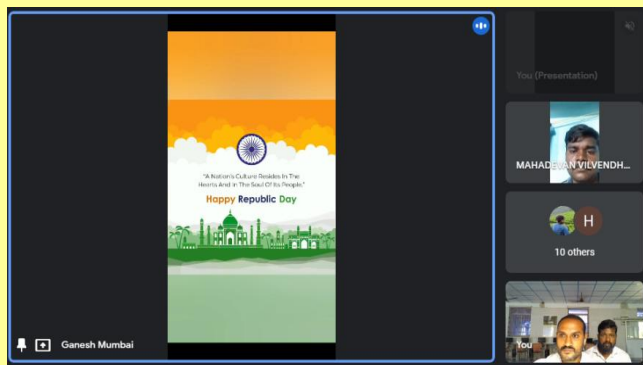 "A Nation's Culture Resides In The
Hearts And In The Soul Of Its People."
Happy Republic Day
Ganesh Mumbai
You (Presentation)
MAHADEVAN VILVENDH...
H
10 others
You